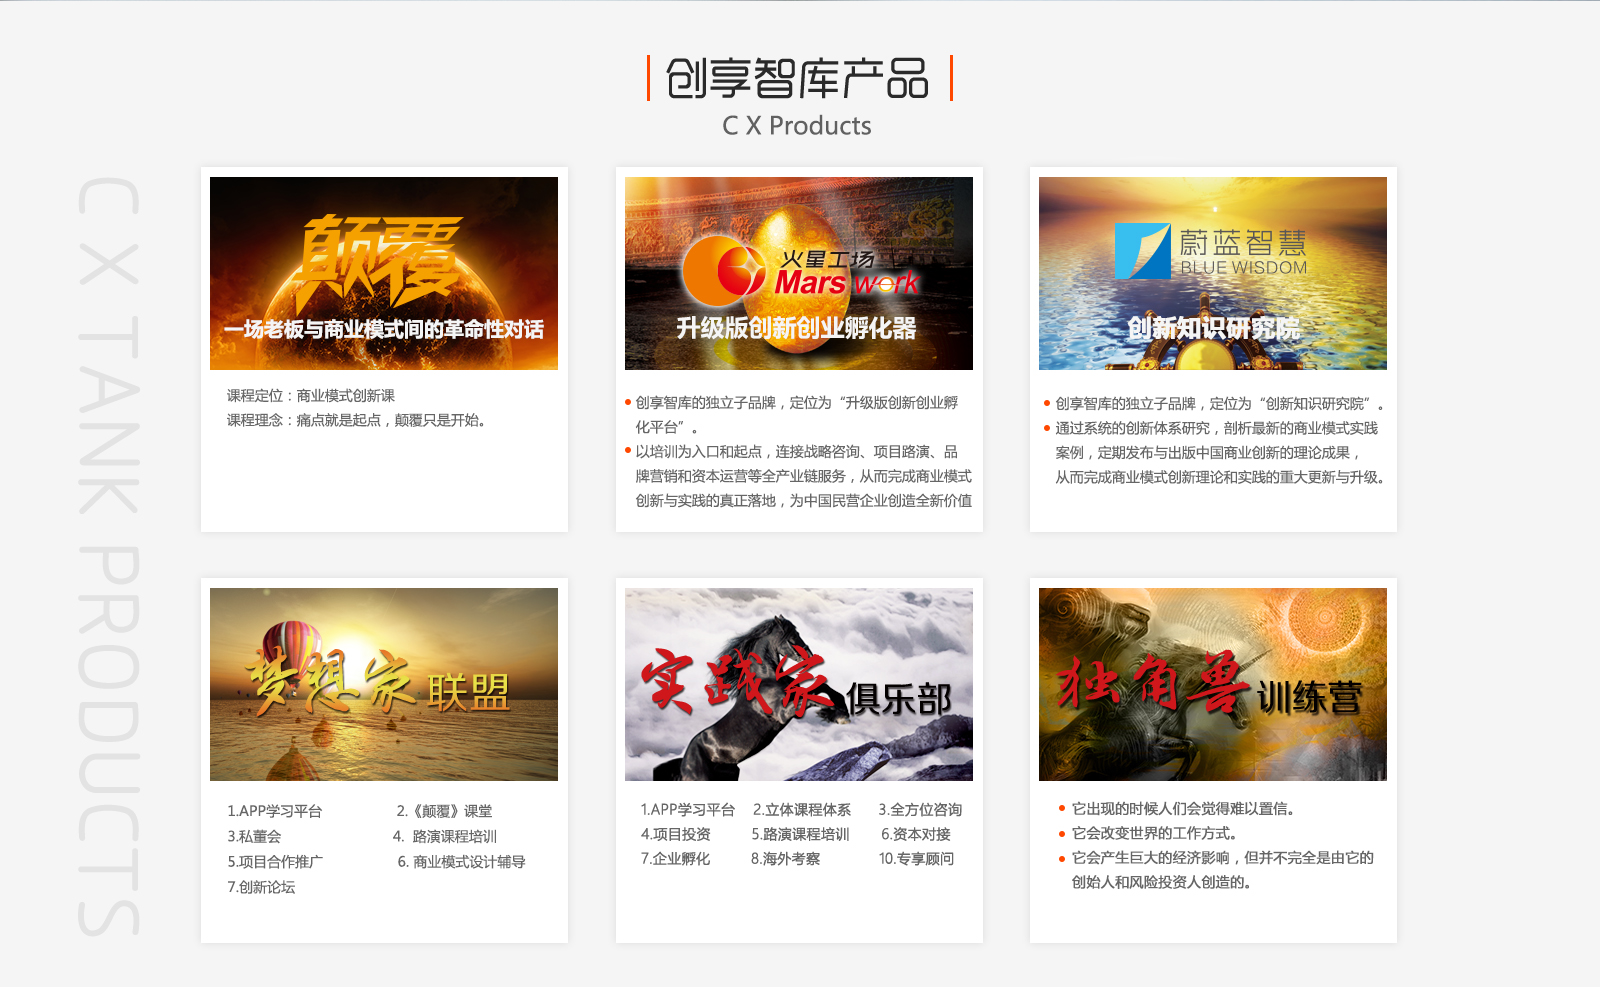 创享智库产品
C X Products
C X TANK PRODUCTS
颠覆
一场老板与商业模式间的革命性对话
课程定位：商业模式创新课
课程理念：痛点就是起点，颠覆只是开始。
火星工场
Mars work
升级版创新创业孵化器
创享智库的独立子品牌，定位为“升级版创新创业孵
化平台”。
以培训为入口和起点，连接战略咨询、项目路演、品
牌营销和资本运营等全产业链服务，从而完成商业模式
创新与实践的真正落地，为中国民营企业创造全新价值
蔚蓝智慧
BLUE WISDOM
创新知识研究院
创享智库的独立子品牌，定位为“创新知识研究院”。
通过系统的创新体系研究，剖析最新的商业模式实践
案例，定期发布与出版中国商业创新的理论成果，
从而完成商业模式创新理论和实践的重大更新与升级。
梦想家联盟
1.APP学习平台 2.《颠覆》课堂
3.私董会 4. 路演课程培训
5.项目合作推广 6. 商业模式设计辅导
7.创新论坛
实践家俱乐部
1.APP学习平台 2.立体课程体系 3.全方位咨询
4.项目投资 5.路演课程培训 6.资本对接
7.企业孵化 8.海外考察 10.专享顾问
独角兽训练营
它出现的时候人们会觉得难以置信。
它会改变世界的工作方式。
它会产生巨大的经济影响，但并不完全是由它的
创始人和风险投资人创造的。